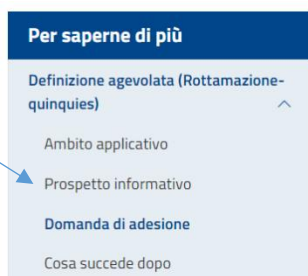 Per saperne di più
Definizione agevolata (Rottamazione-
quinquies)
Ambito applicativo
Prospetto informativo
Domanda di adesione
Cosa succede dopo